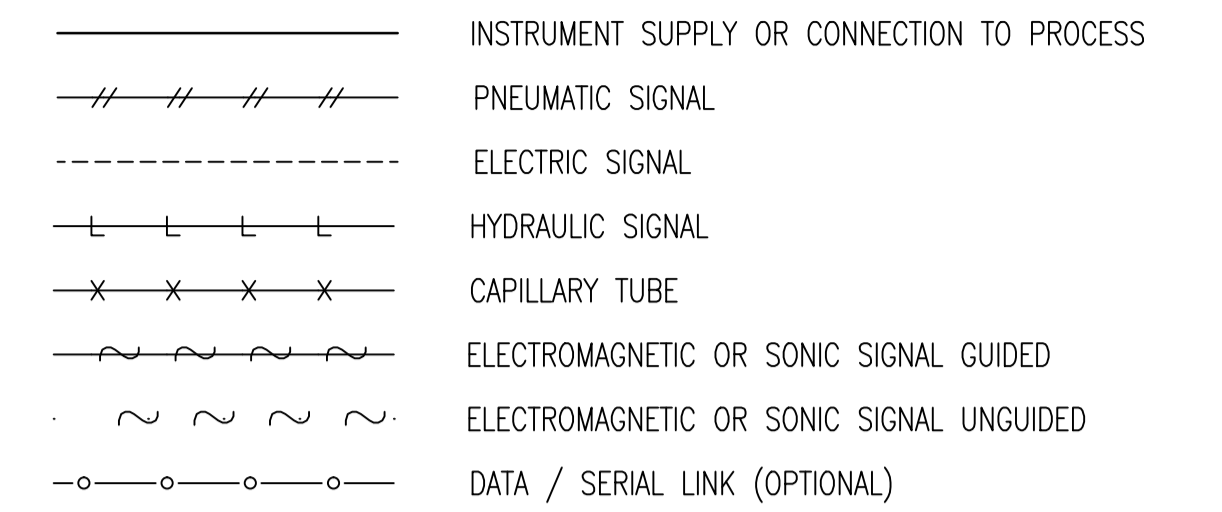 INSTRUMENT SUPPLY OR CONNECTION TO PROCESS
PNEUMATIC SIGNAL
ELECTRIC SIGNAL
HYDRAULIC SIGNAL
CAPILLARY TUBE
ELECTROMAGNETIC OR SONIC SIGNAL GUIDED
ELECTROMAGNETIC OR SONIC SIGNAL UNGUIDED
DATA / SERIAL LINK (OPTIONAL)